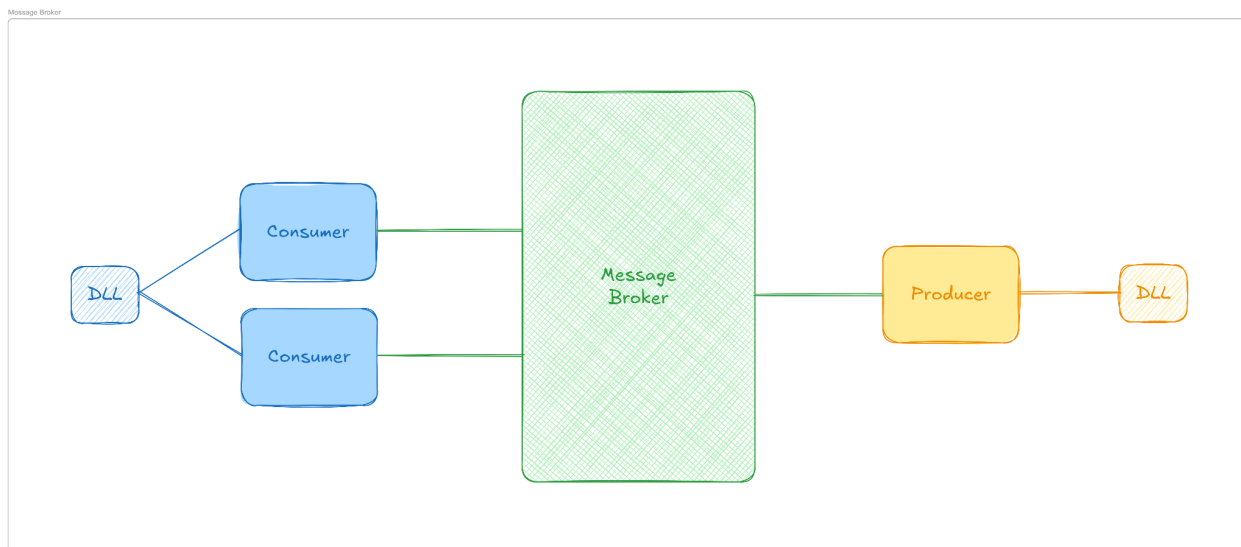 Message Broker
Consumer
Message
Broker
DLL
Producer
DLL
Consumer